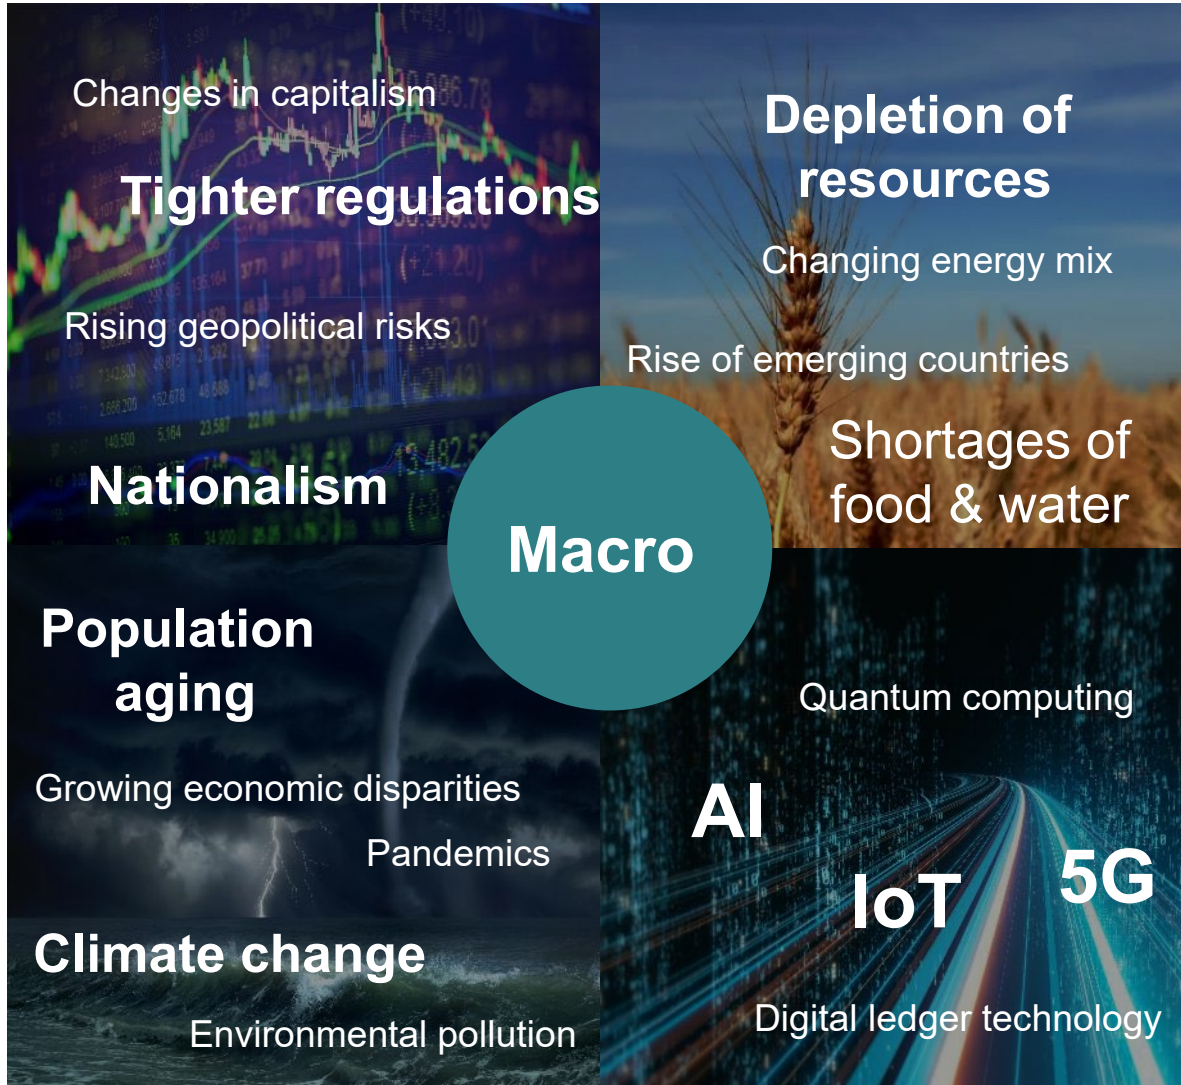 Changes in capitalism
Tighter regulations
Rising geopolitical risks
Nationalism
Depletion of
resources
Changing energy mix
Rise of emerging countries
Shortages of
food & water
Macro
Population
aging
Growing economic disparities
Pandemics
Climate change
Environmental pollution
Quantum computing
AI
IoT
5G
Digital ledger technology